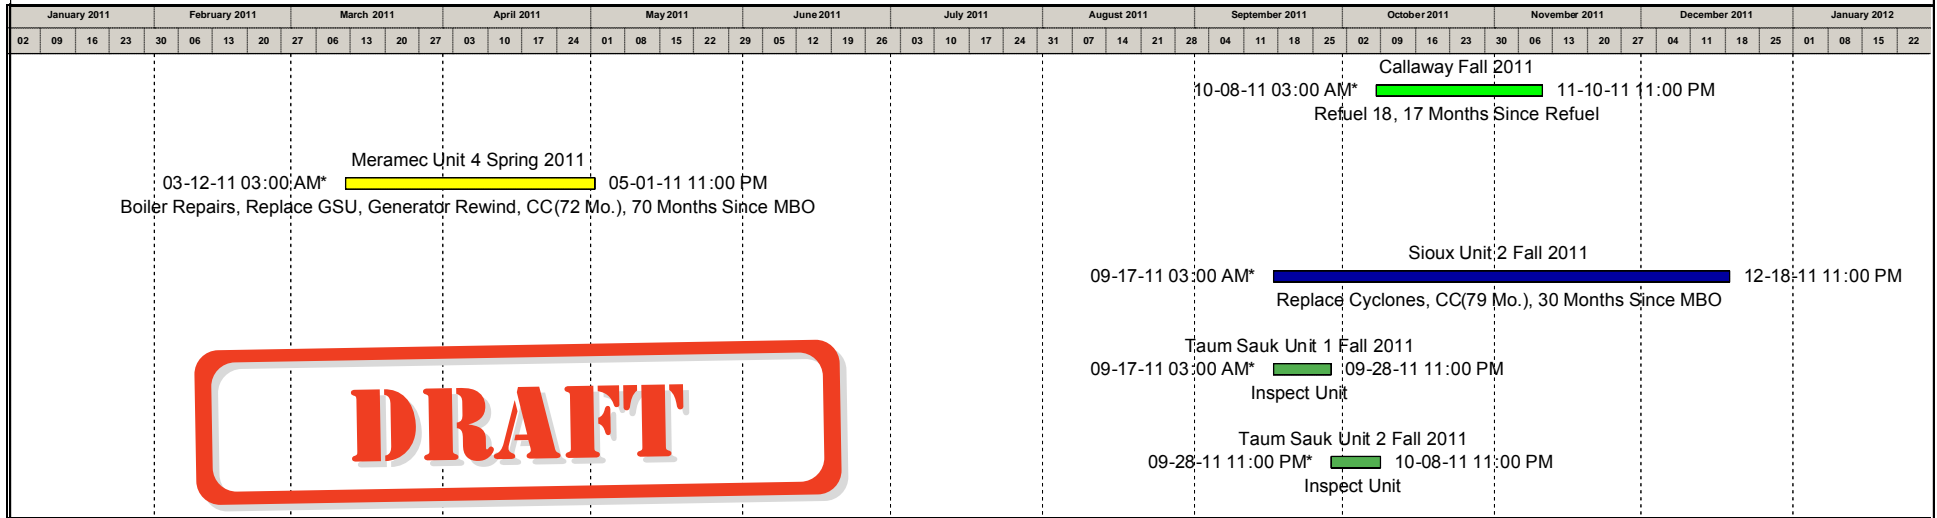 January 2011 February 2011 March 2011 April 2011 May 2011 June 2011 July 2011 August 2011 September 2011 October 2011 November 2011 December 2011 January 2012
02 09 16 23 30 06 13 20 27 06 13 20 27 03 10 17 24 01 08 15 22 29 05 12 19 26 03 10 17 24 31 07 14 21 28 04 11 18 25 02 09 16 23 30 06 13 20 27 04 11 18 25 01 08 15 22
Callaway Fall 2011
10-08-11 03:00 AM* 11-10-11 11:00 PM
Refuel 18, 17 Months Since Refuel
Meramec Unit 4 Spring 2011
03-12-11 03:00 AM* 05-01-11 11:00 PM
Boiler Repairs, Replace GSU, Generator Rewind, CC(72 Mo.), 70 Months Since MBO
Sioux Unit 2 Fall 2011
09-17-11 03:00 AM* 12-18-11 11:00 PM
Replace Cyclones, CC(79 Mo.), 30 Months Since MBO
Taum Sauk Unit 1 Fall 2011
09-17-11 03:00 AM* 09-28-11 11:00 PM
Inspect Unit
Taum Sauk Unit 2 Fall 2011
09-28-11 11:00 PM* 10-08-11 11:00 PM
Inspect Unit
DRAFT